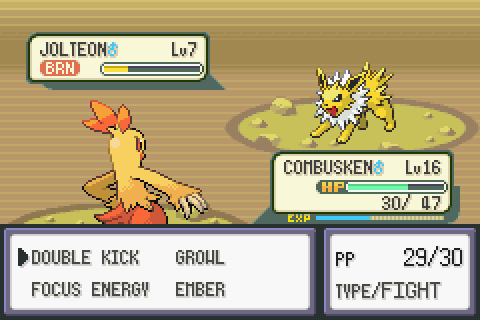 JOLTEON♂ Lv7
BRN
COMBUSKEN♂ Lv16
HP
30/ 47
EXP
▶DOUBLE KICK GROWL
FOCUS ENERGY EMBER
PP 29/30
TYPE/FIGHT